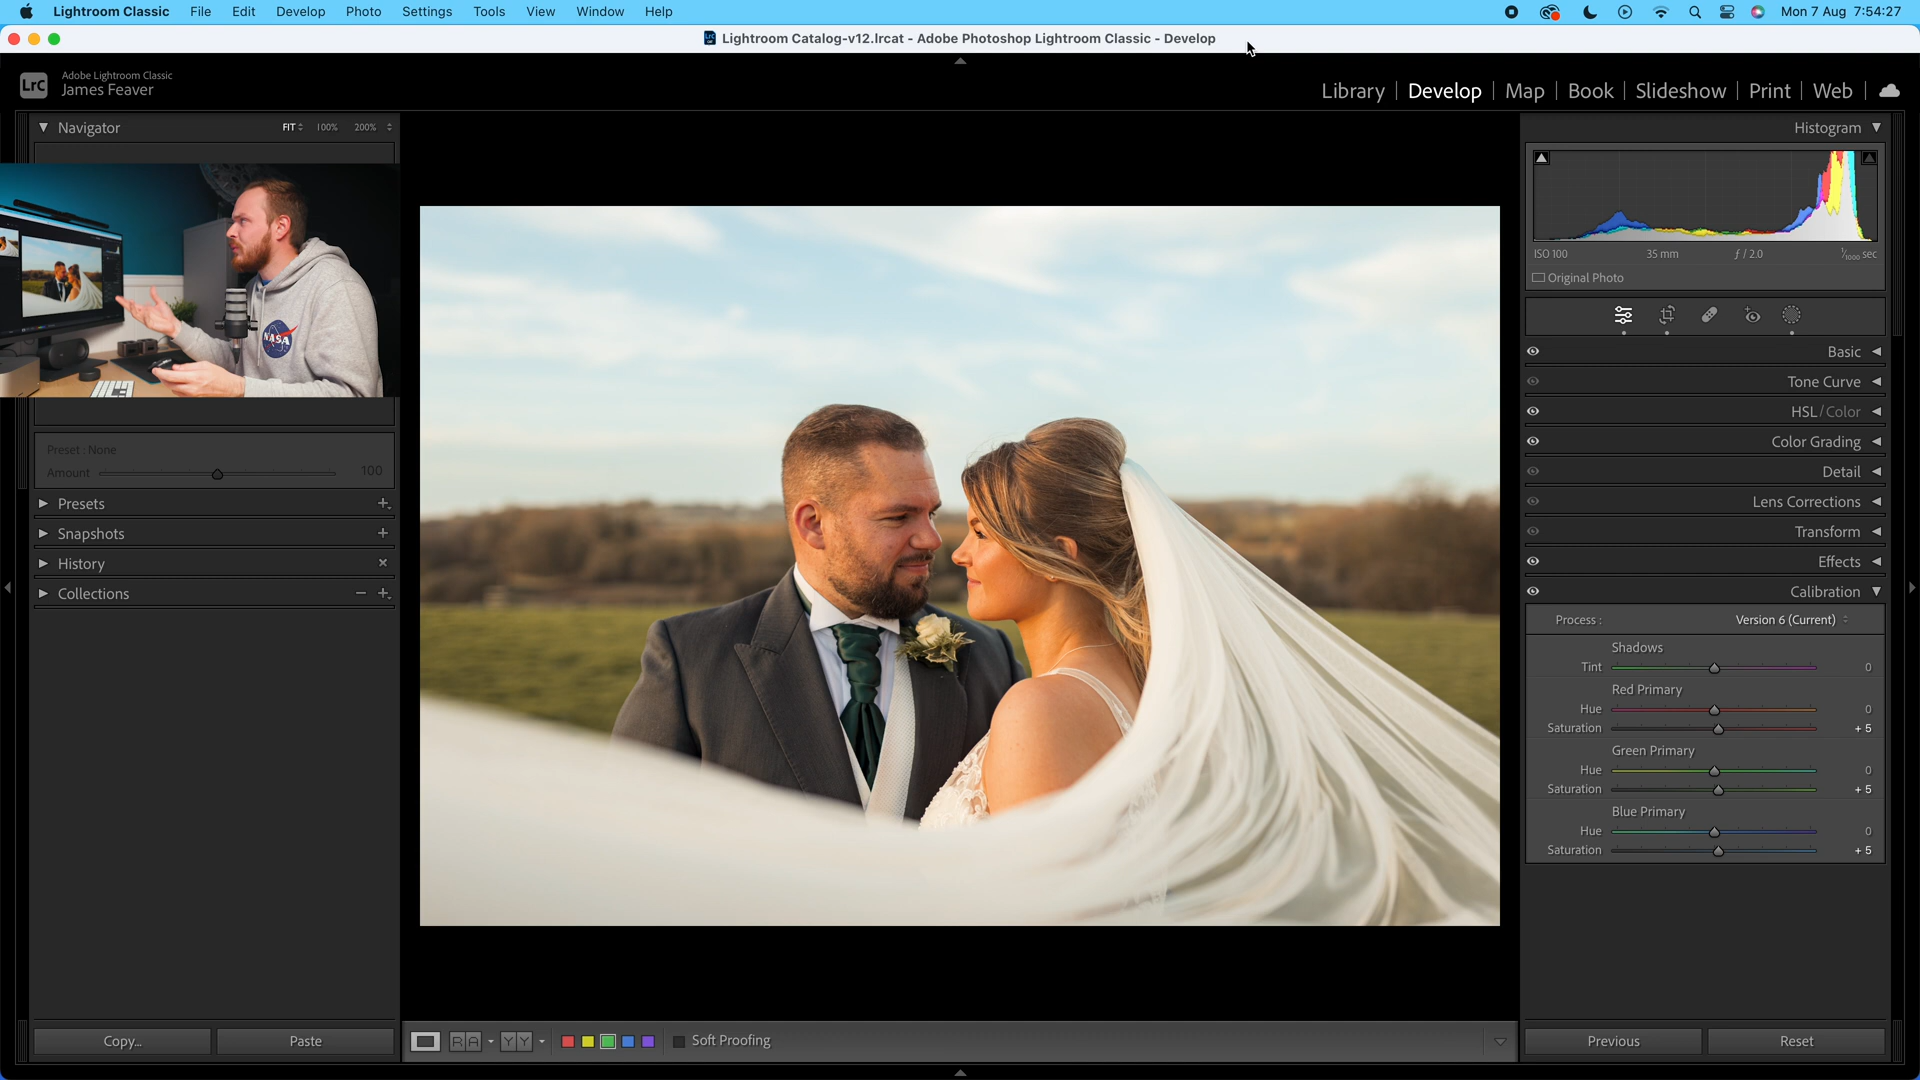 Lightroom Classic File Edit Develop Photo Settings Tools View Window Help Mon 7 Aug 7:54:27
Lightroom Catalog-v12.lrcat - Adobe Photoshop Lightroom Classic - Develop
LrC
Adobe Lightroom Classic
James Feaver
Library Develop Map Book Slideshow Print Web
Navigator FIT 100% 200%
NASA
Preset : None
Amount 100
Presets
Snapshots
History
Collections
Copy... Paste
R A Y Y Soft Proofing
Histogram
ISO 100 35 mm ƒ / 2.0 1/1000 sec
Original Photo
Basic
Tone Curve
HSL / Color
Color Grading
Detail
Lens Corrections
Transform
Effects
Calibration
Process : Version 6 (Current)
Shadows
Tint 0
Red Primary
Hue 0
Saturation + 5
Green Primary
Hue 0
Saturation + 5
Blue Primary
Hue 0
Saturation + 5
Previous Reset